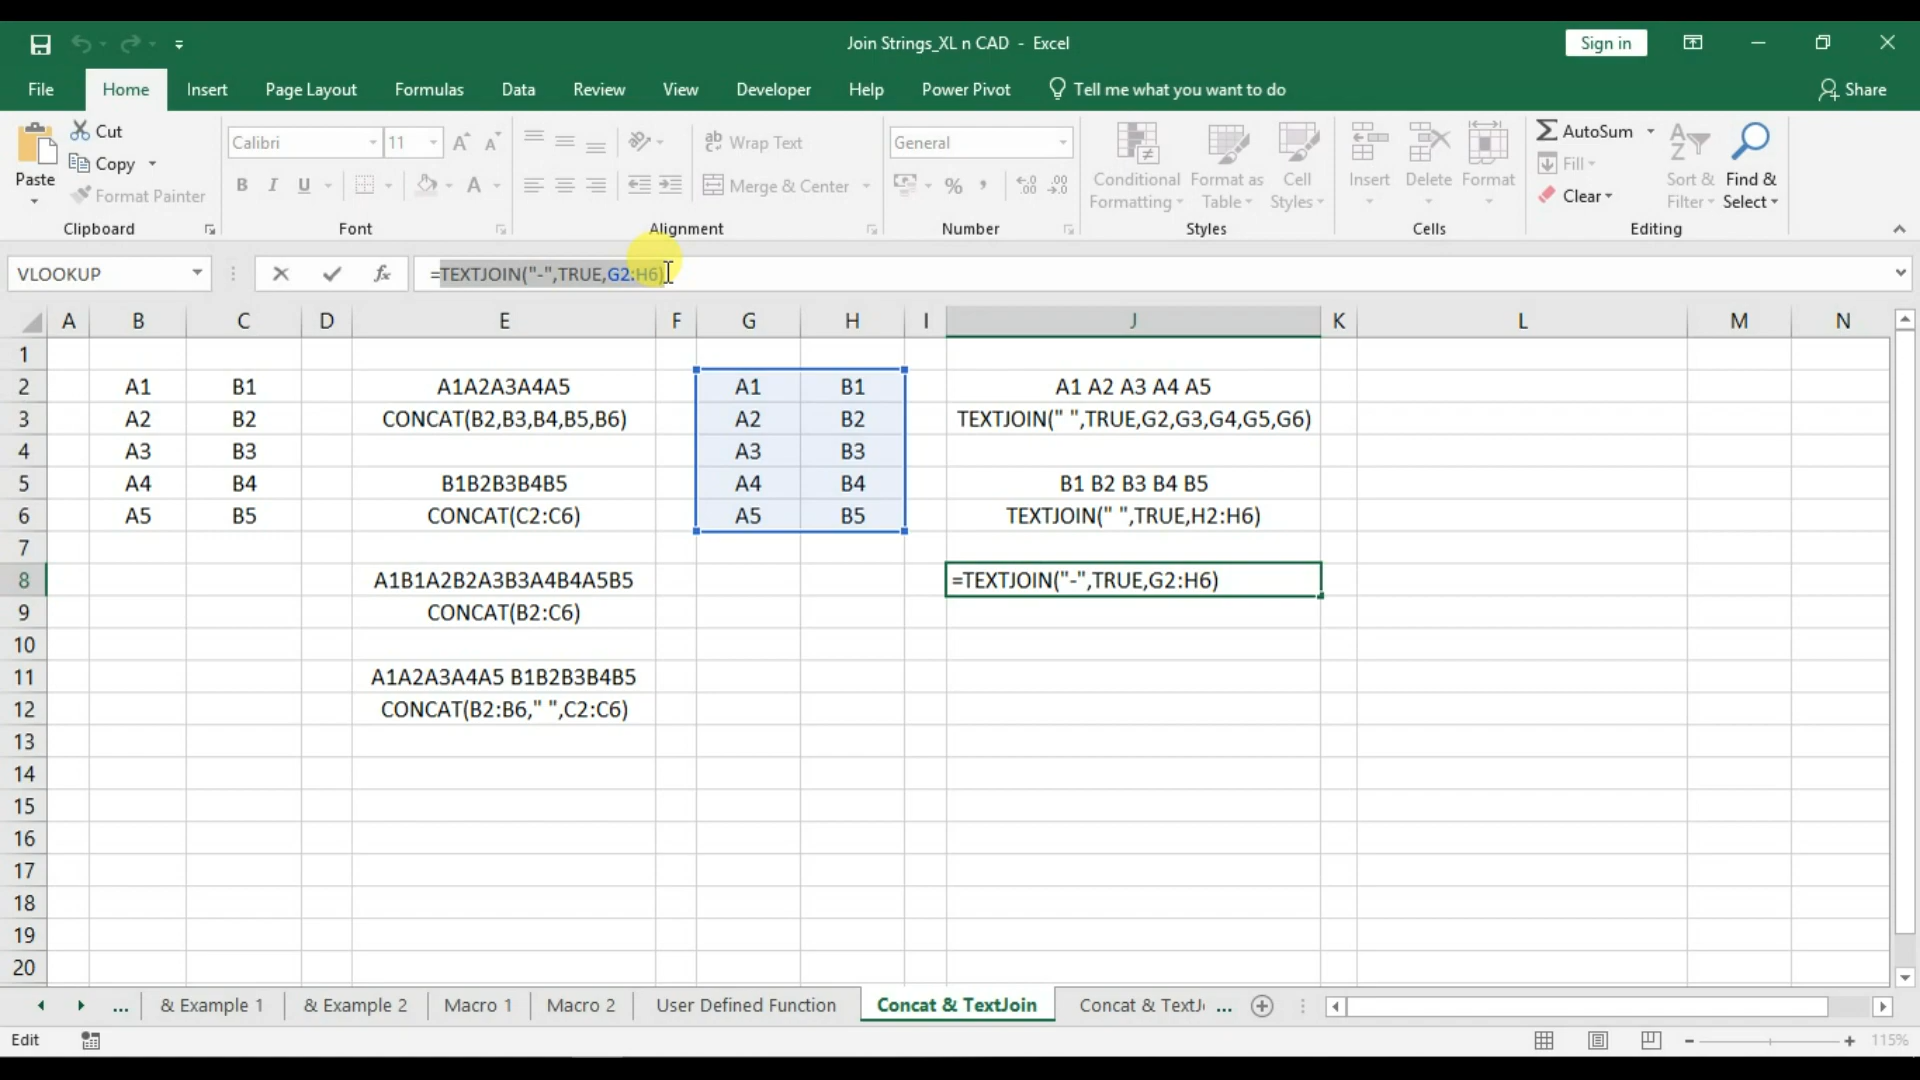 Join Strings_XL n CAD - Excel
Sign in
File Home Insert Page Layout Formulas Data Review View Developer Help Power Pivot Tell me what you want to do Share
Paste
Cut
Copy
Format Painter
Clipboard
Calibri 11
B I U
Font
Wrap Text
Merge & Center
Alignment
General
%
Number
Conditional Formatting
Format as Table
Cell Styles
Styles
Insert Delete Format
Cells
AutoSum
Fill
Clear
Sort & Filter
Find & Select
Editing
VLOOKUP
fx
=TEXTJOIN("-",TRUE,G2:H6)
A B C D E F G H I J K L M N
1
2 A1 B1 A1A2A3A4A5 A1 B1 A1 A2 A3 A4 A5
3 A2 B2 CONCAT(B2,B3,B4,B5,B6) A2 B2 TEXTJOIN(" ",TRUE,G2,G3,G4,G5,G6)
4 A3 B3 A3 B3
5 A4 B4 B1B2B3B4B5 A4 B4 B1 B2 B3 B4 B5
6 A5 B5 CONCAT(C2:C6) A5 B5 TEXTJOIN(" ",TRUE,H2:H6)
7
8 A1B1A2B2A3B3A4B4A5B5 =TEXTJOIN("-",TRUE,G2:H6)
9 CONCAT(B2:C6)
10
11 A1A2A3A4A5 B1B2B3B4B5
12 CONCAT(B2:B6," ",C2:C6)
13
14
15
16
17
18
19
20
... & Example 1 & Example 2 Macro 1 Macro 2 User Defined Function Concat & TextJoin Concat & TextJ ...
Edit
115%